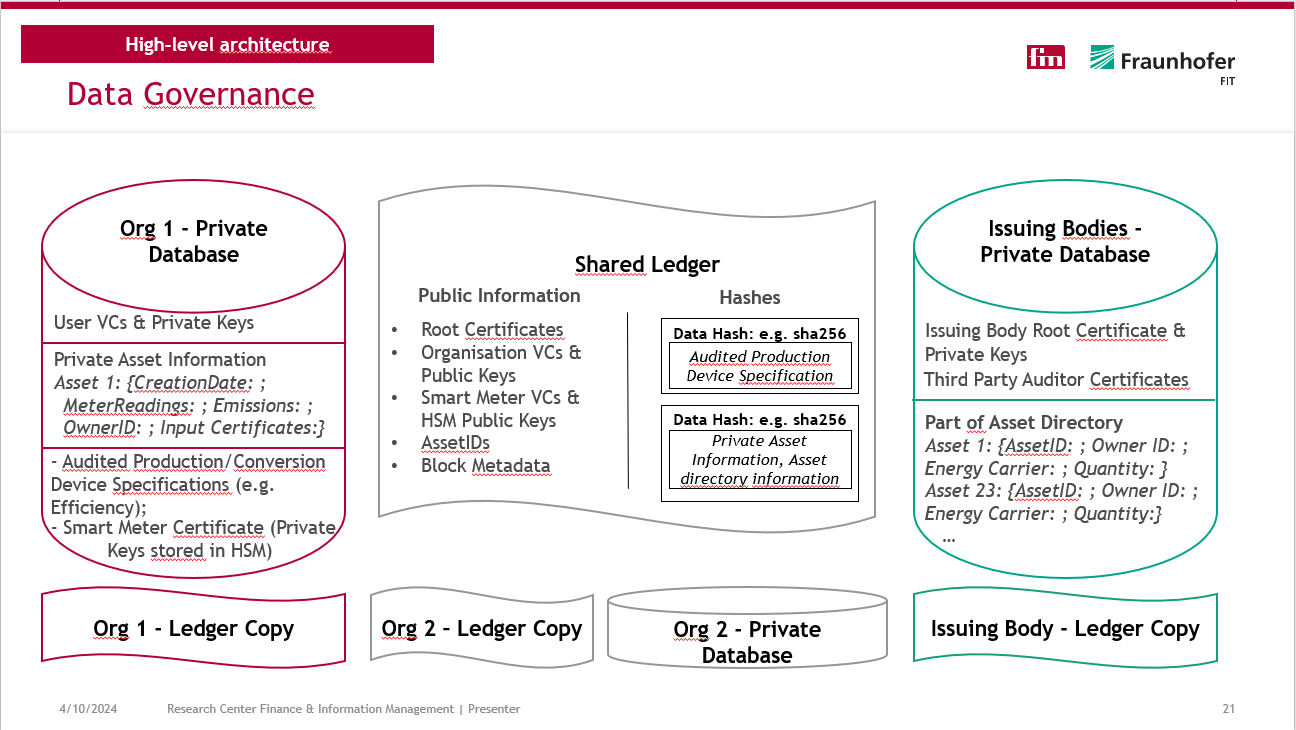 High-level architecture
Data Governance
fim
Fraunhofer
FIT
Org 1 - Private
Database
User VCs & Private Keys
Private Asset Information
Asset 1: {CreationDate: ;
MeterReadings: ; Emissions: ;
OwnerID: ; Input Certificates:}
- Audited Production/Conversion
Device Specifications (e.g.
Efficiency);
- Smart Meter Certificate (Private
Keys stored in HSM)
Shared Ledger
Public Information
• Root Certificates
• Organisation VCs &
Public Keys
• Smart Meter VCs &
HSM Public Keys
• AssetIDs
• Block Metadata
Hashes
Data Hash: e.g. sha256
Audited Production
Device Specification
Data Hash: e.g. sha256
Private Asset
Information, Asset
directory information
Issuing Bodies -
Private Database
Issuing Body Root Certificate &
Private Keys
Third Party Auditor Certificates
Part of Asset Directory
Asset 1: {AssetID: ; Owner ID: ;
Energy Carrier: ; Quantity: }
Asset 23: {AssetID: ; Owner ID: ;
Energy Carrier: ; Quantity:}
…
Org 1 - Ledger Copy
Org 2 – Ledger Copy
Org 2 - Private
Database
Issuing Body - Ledger Copy
4/10/2024
Research Center Finance & Information Management | Presenter
21